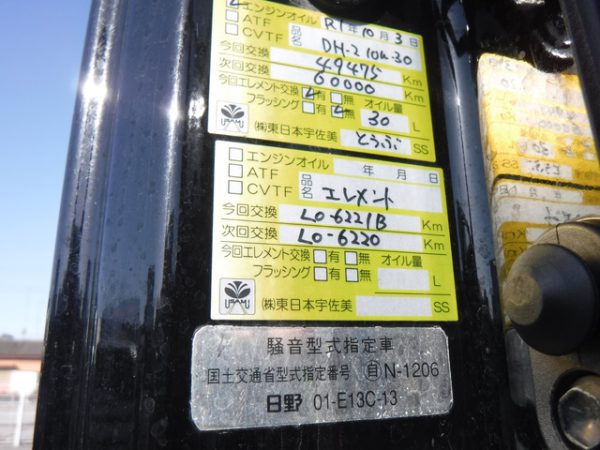 エンジンオイル R1年10月3日
ATF
CVTF 品名 DH-2 10W-30
今回交換 49475 Km
次回交換 60000 Km
今回エレメント交換 有 無 オイル量
フラッシング 有 無 30 L
USAMI (株)東日本宇佐美 とうぶ SS
エンジンオイル 年 月 日
ATF
CVTF 品名 エレメント
今回交換 LO-6221B Km
次回交換 LO-6220 Km
今回エレメント交換 有 無 オイル量
フラッシング 有 無 L
USAMI (株)東日本宇佐美 SS
騒音型式指定車
国土交通省型式指定番号 自 N-1206
日野 01-E13C-13